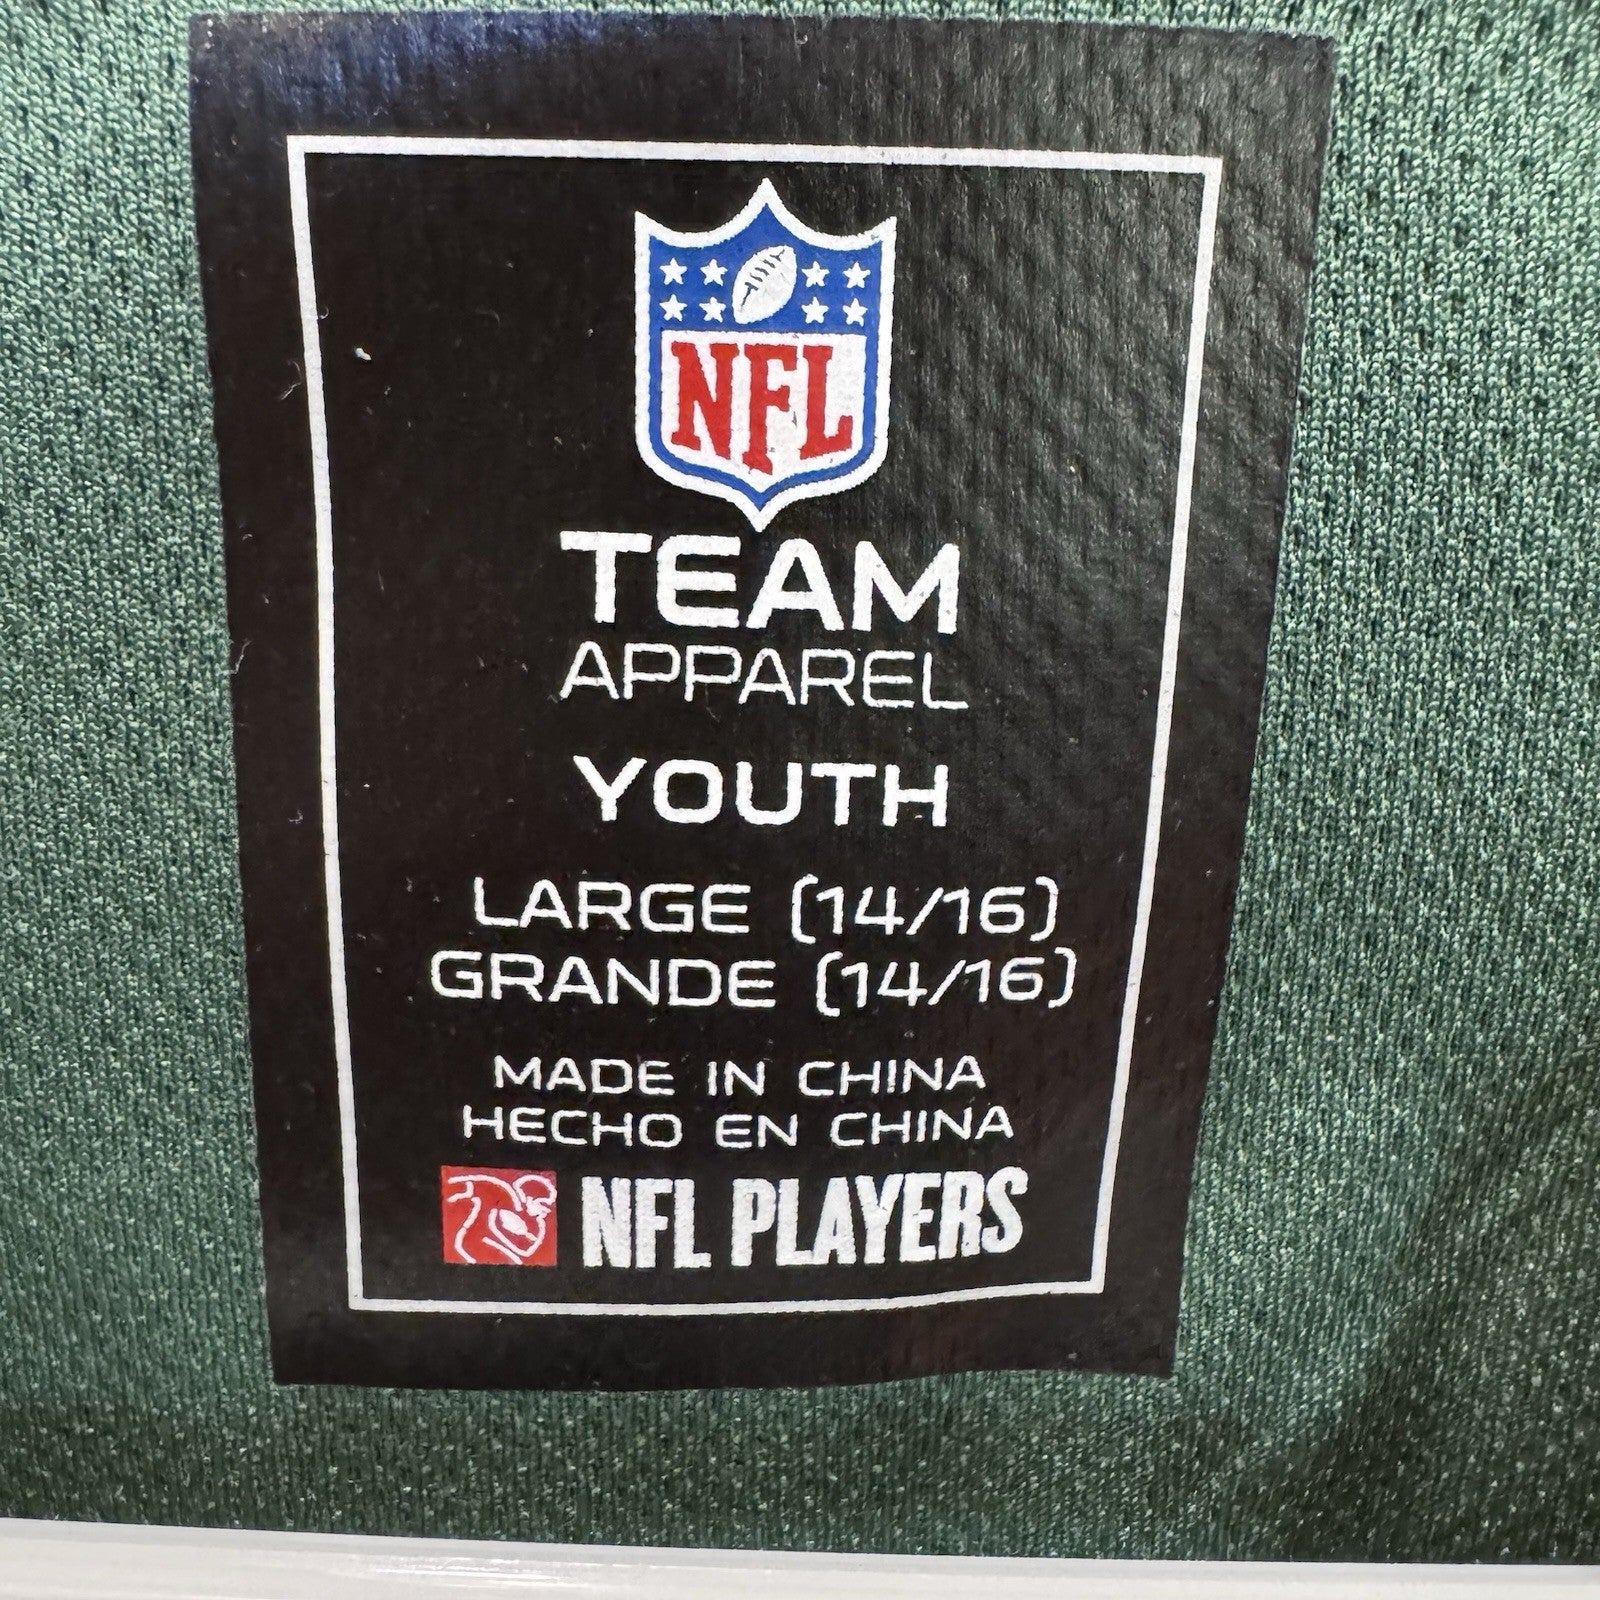 NFL
TEAM
APPAREL
YOUTH
LARGE (14/16)
GRANDE (14/16)
MADE IN CHINA
HECHO EN CHINA
NFL PLAYERS